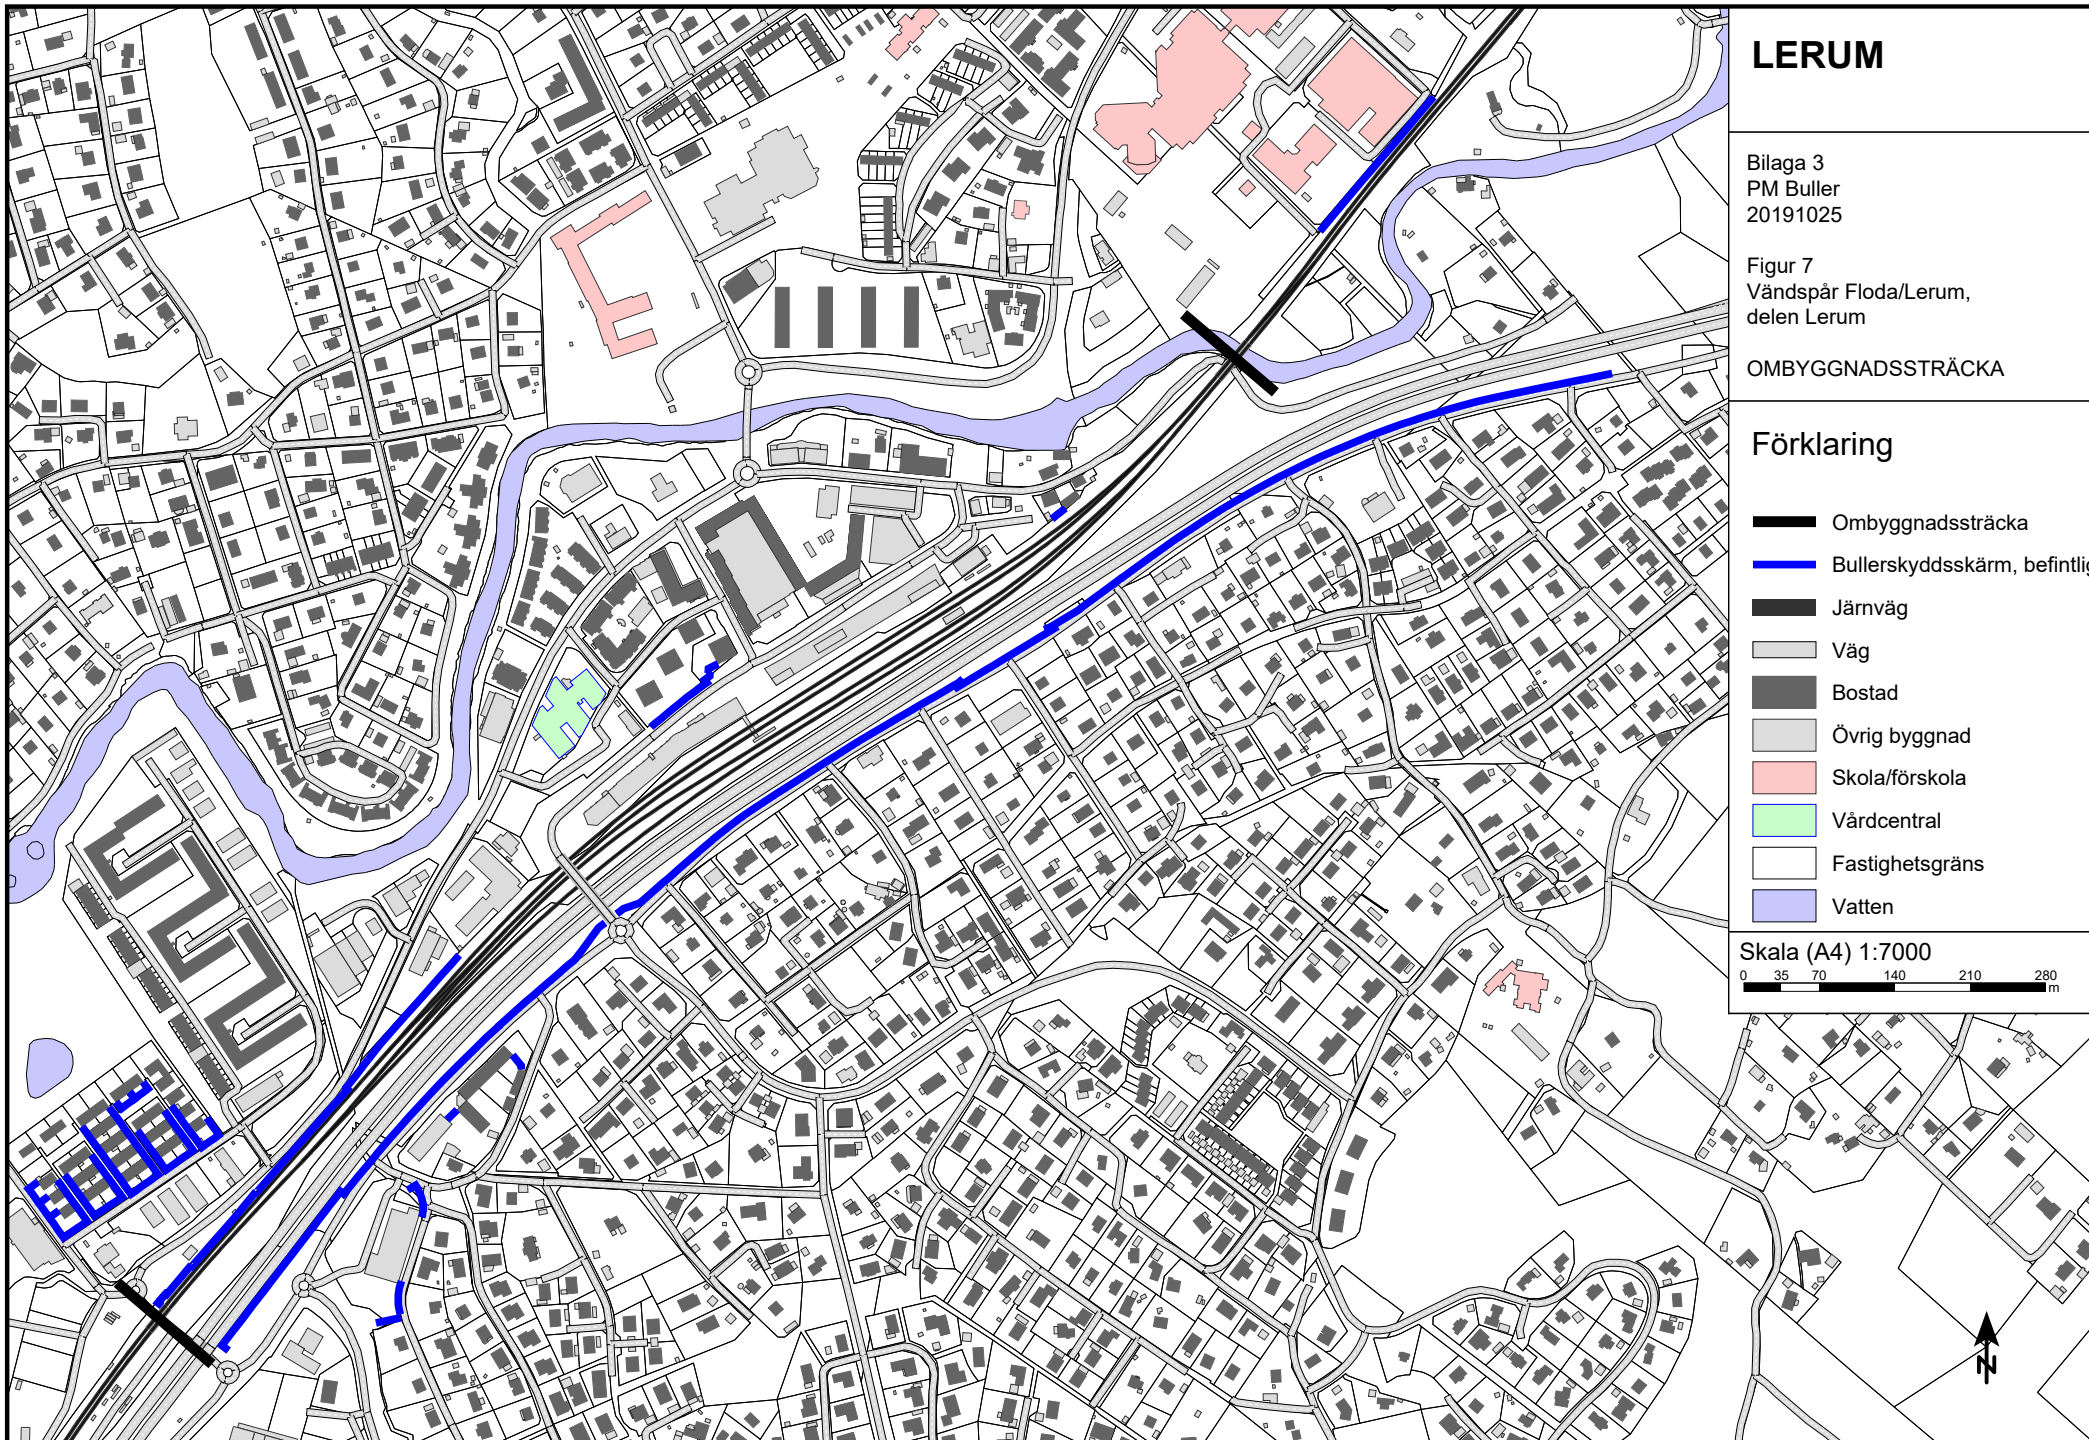 LERUM
Bilaga 3
PM Buller
20191025
Figur 7
Vändspår Floda/Lerum,
delen Lerum
OMBYGGNADSSTRÄCKA
Förklaring
Ombyggnadssträcka
Bullerskyddsskärm, befintlig
Järnväg
Väg
Bostad
Övrig byggnad
Skola/förskola
Vårdcentral
Fastighetsgräns
Vatten
Skala (A4) 1:7000
0 35 70 140 210 280
m
N